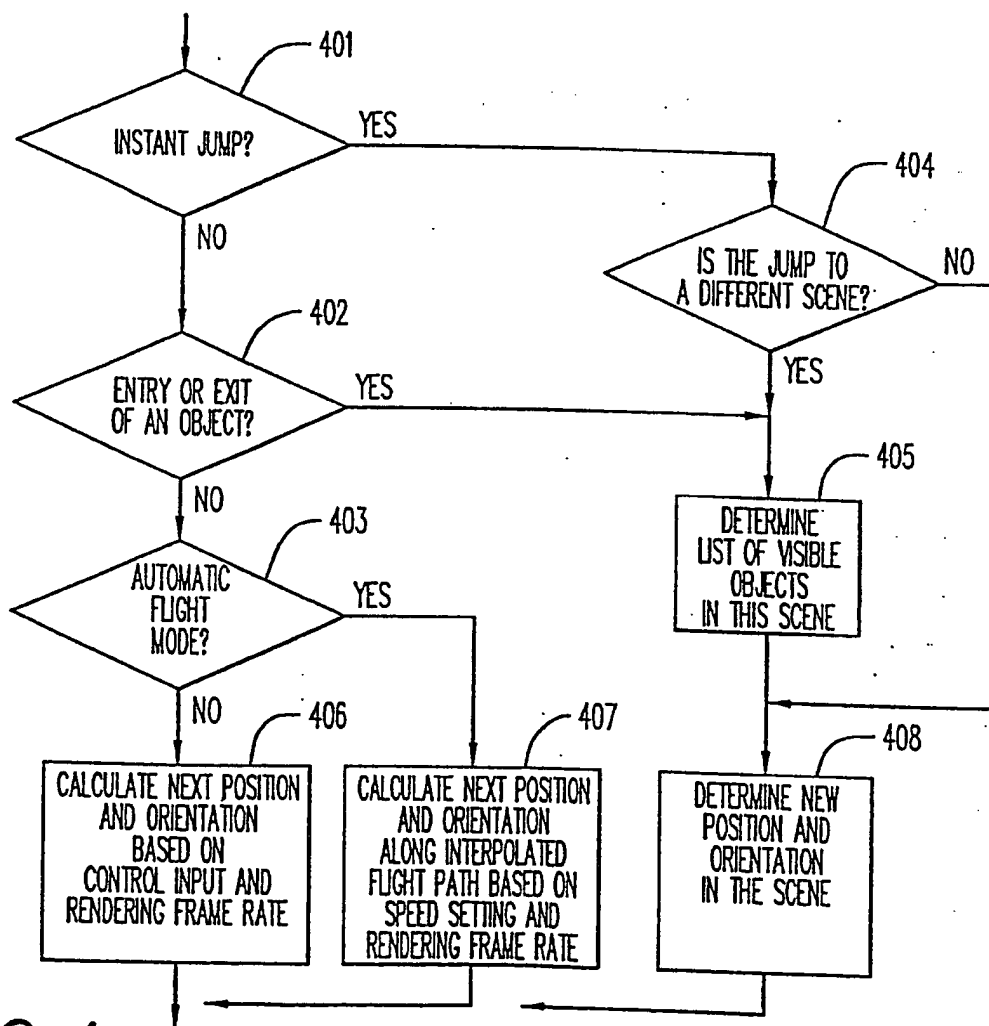 401
INSTANT JUMP?
YES
NO
404
IS THE JUMP TO
A DIFFERENT SCENE?
NO
YES
402
ENTRY OR EXIT
OF AN OBJECT?
YES
NO
405
DETERMINE
LIST OF VISIBLE
OBJECTS
IN THIS SCENE
403
AUTOMATIC
FLIGHT
MODE?
YES
NO
406
CALCULATE NEXT POSITION
AND ORIENTATION
BASED ON
CONTROL INPUT AND
RENDERING FRAME RATE
407
CALCULATE NEXT POSITION
AND ORIENTATION
ALONG INTERPOLATED
FLIGHT PATH BASED ON
SPEED SETTING AND
RENDERING FRAME RATE
408
DETERMINE NEW
POSITION AND
ORIENTATION
IN THE SCENE